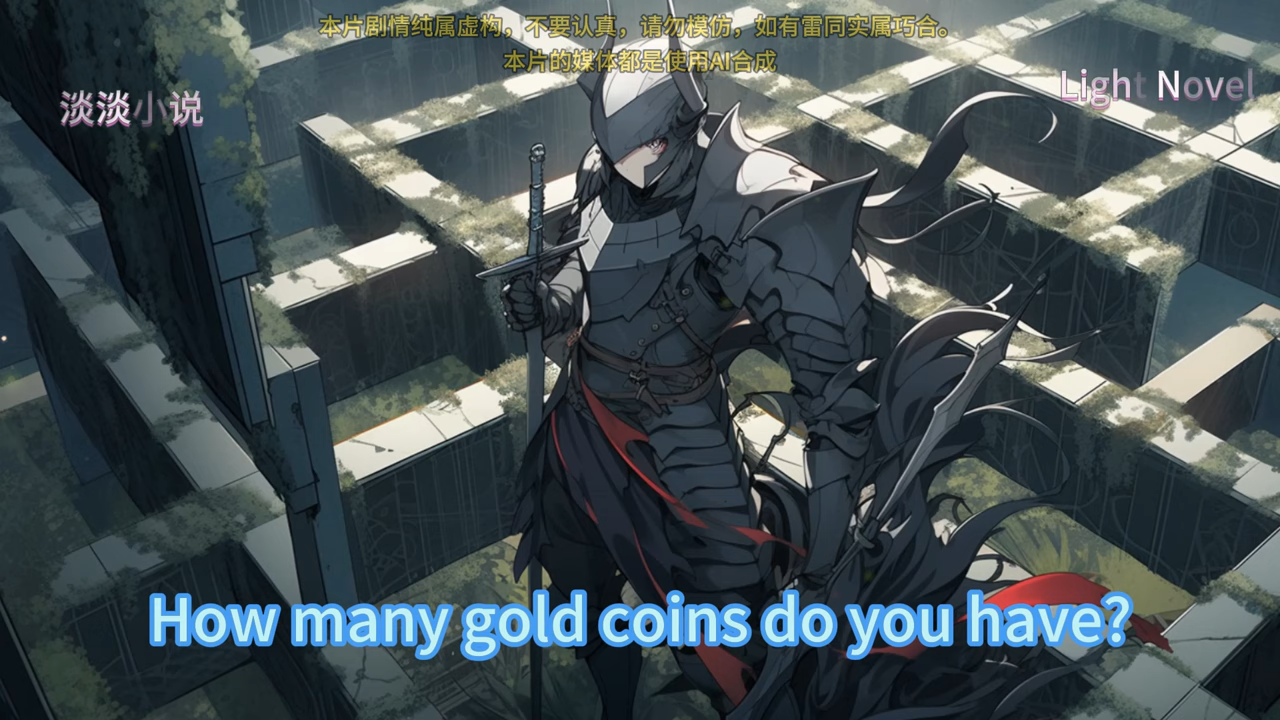 本片剧情纯属虚构，不要认真，请勿模仿，如有雷同实属巧合。
本片的媒体都是使用AI合成
淡淡小说
Light Novel
How many gold coins do you have?